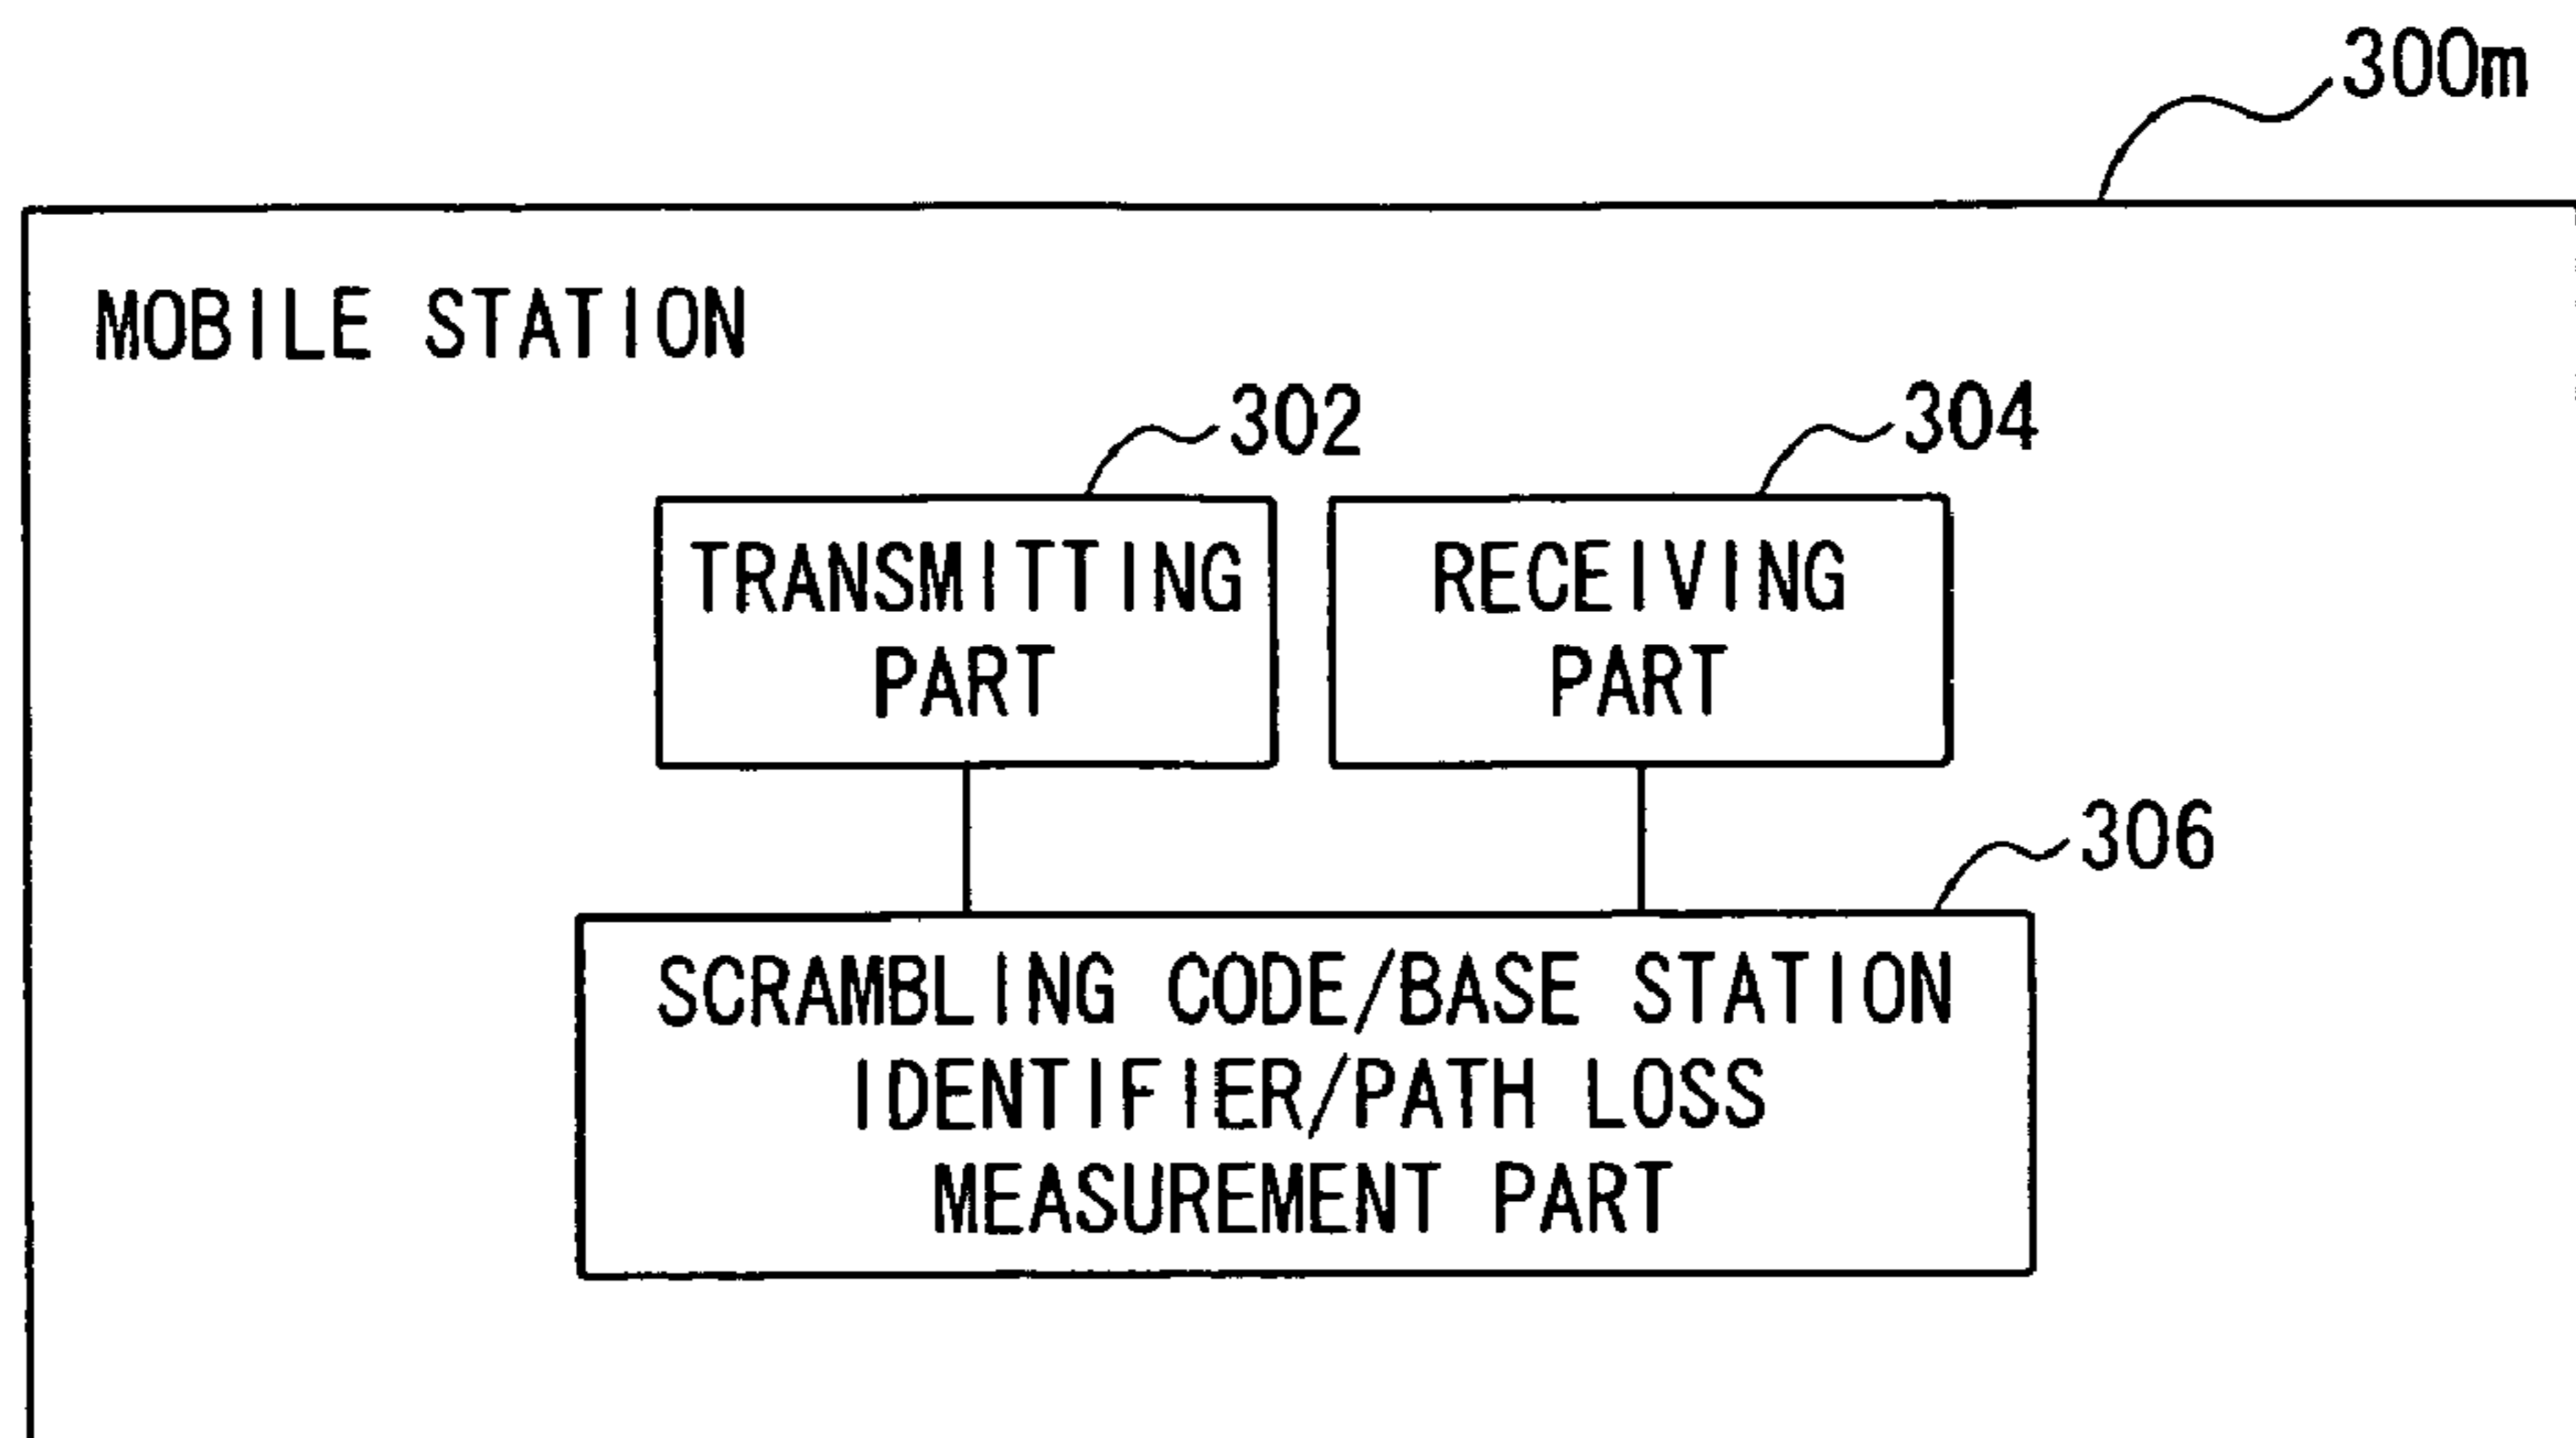 300m
MOBILE STATION
302
304
TRANSMITTING
PART
RECEIVING
PART
306
SCRAMBLING CODE/BASE STATION
IDENTIFIER/PATH LOSS
MEASUREMENT PART